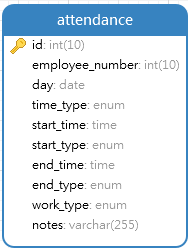 attendance
id: int(10)
employee_number: int(10)
day: date
time_type: enum
start_time: time
start_type: enum
end_time: time
end_type: enum
work_type: enum
notes: varchar(255)